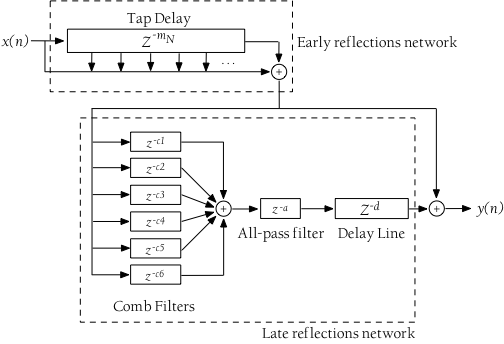 Tap Delay
x(n)
Z-mN
...
+
Early reflections network
z-c1
z-c2
z-c3
z-c4
z-c5
z-c6
+
z-a
Z-d
+
y(n)
All-pass filter
Delay Line
Comb Filters
Late reflections network